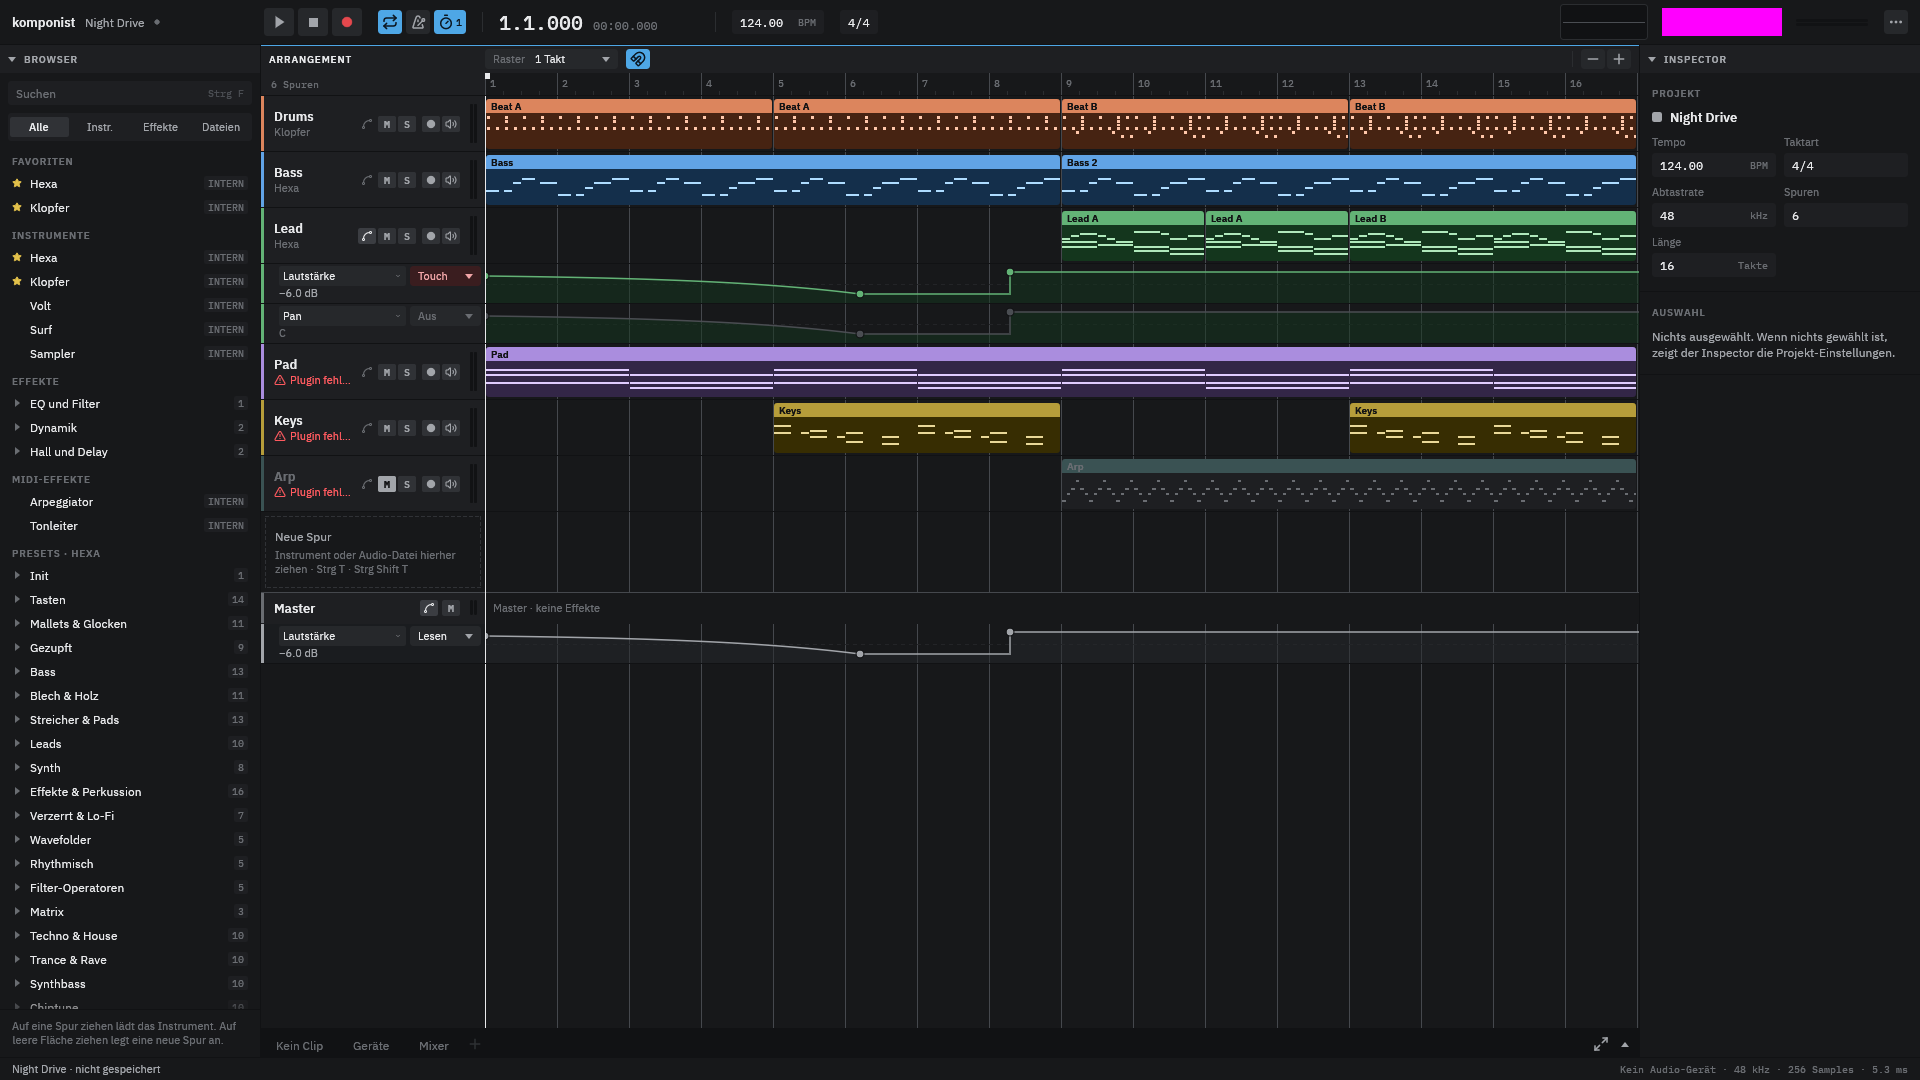 komponist Night Drive
1
1.1.000 00:00.000
124.00 BPM 4/4
BROWSER
Suchen Strg F
Alle Instr. Effekte Dateien
FAVORITEN
Hexa INTERN
Klopfer INTERN
INSTRUMENTE
Hexa INTERN
Klopfer INTERN
Volt INTERN
Surf INTERN
Sampler INTERN
EFFEKTE
EQ und Filter 1
Dynamik 2
Hall und Delay 2
MIDI-EFFEKTE
Arpeggiator INTERN
Tonleiter INTERN
PRESETS · HEXA
Init 1
Tasten 14
Mallets & Glocken 11
Gezupft 9
Bass 13
Blech & Holz 11
Streicher & Pads 13
Leads 10
Synth 8
Effekte & Perkussion 16
Verzerrt & Lo-Fi 7
Wavefolder 5
Rhythmisch 5
Filter-Operatoren 5
Matrix 3
Techno & House 10
Trance & Rave 10
Synthbass 10
Chiptune 10
Auf eine Spur ziehen lädt das Instrument. Auf
leere Fläche ziehen legt eine neue Spur an.
ARRANGEMENT Raster 1 Takt
6 Spuren 1 2 3 4 5 6 7 8 9 10 11 12 13 14 15 16
Drums M S
Klopfer
Beat A Beat A Beat B Beat B
Bass M S
Hexa
Bass Bass 2
Lead M S
Hexa
Lead A Lead A Lead B
Lautstärke Touch
−6.0 dB
Pan Aus
C
Pad M S
Plugin fehl...
Pad
Keys M S
Plugin fehl...
Keys Keys
Arp M S
Plugin fehl...
Arp
Neue Spur
Instrument oder Audio-Datei hierher
ziehen · Strg T · Strg Shift T
Master M Master · keine Effekte
Lautstärke Lesen
−6.0 dB
Kein Clip Geräte Mixer
INSPECTOR
PROJEKT
Night Drive
Tempo Taktart
124.00 BPM 4/4
Abtastrate Spuren
48 kHz 6
Länge
16 Takte
AUSWAHL
Nichts ausgewählt. Wenn nichts gewählt ist,
zeigt der Inspector die Projekt-Einstellungen.
Night Drive · nicht gespeichert
Kein Audio-Gerät · 48 kHz · 256 Samples · 5.3 ms